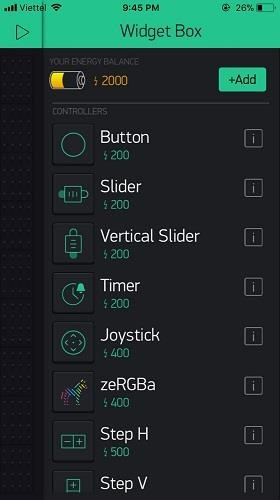 Viettel 9:45 PM 26%
Widget Box
YOUR ENERGY BALANCE
2000
+Add
CONTROLLERS
Button
200
i
Slider
200
i
Vertical Slider
200
i
Timer
200
i
Joystick
400
i
zeRGBa
400
i
Step H
500
i
Step V
i